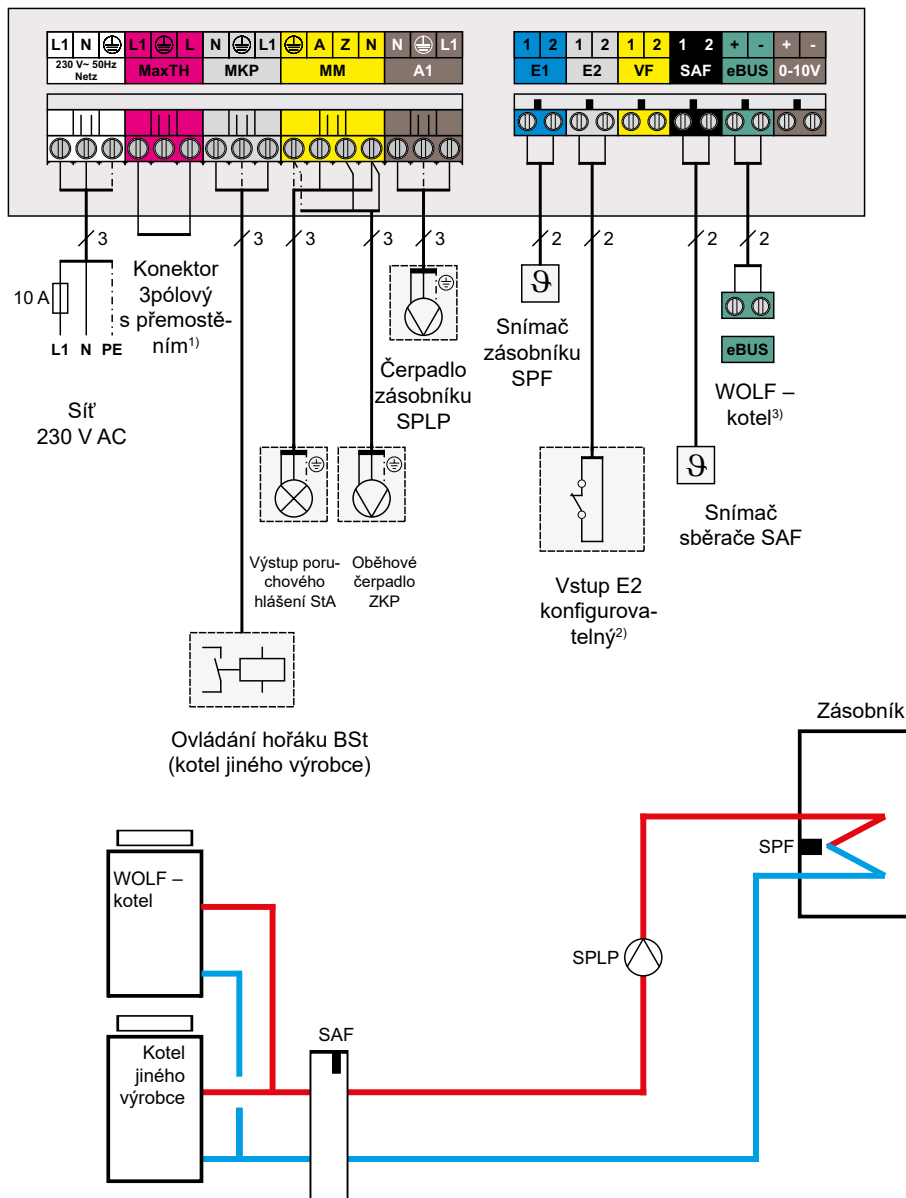 L1 N L1 L N L1 A Z N N L1
230 V~ 50Hz
Netz
MaxTH MKP MM A1
1 2 1 2 1 2 1 2 + - + -
E1 E2 VF SAF eBUS 0-10V
3 3 3 3 3 2 2 2 2
10 A
L1 N PE
Síť
230 V AC
Konektor
3pólový
s přemostě-
ním1)
Čerpadlo
zásobníku
SPLP
ϑ
Snímač
zásobníku
SPF
eBUS
WOLF –
kotel3)
ϑ
Snímač
sběrače SAF
Výstup poru-
chového
hlášení StA
Oběhové
čerpadlo
ZKP
Vstup E2
konfigurova-
telný2)
Ovládání hořáku BSt
(kotel jiného výrobce)
Zásobník
SPF
WOLF –
kotel
SPLP
SAF
Kotel
jiného
výrobce